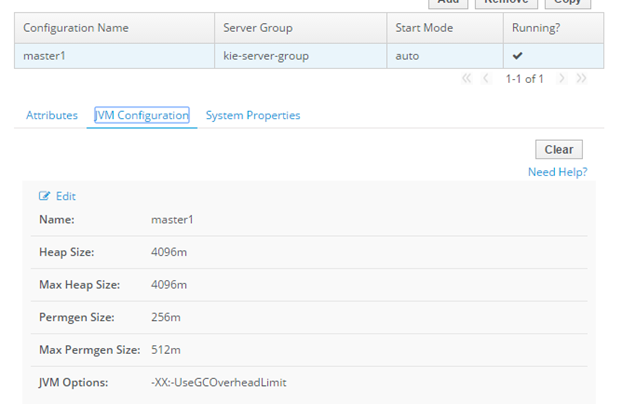 Add Remove Copy
Configuration Name Server Group Start Mode Running?
master1 kie-server-group auto ✔
« ‹ 1-1 of 1 › »
Attributes JVM Configuration System Properties
Clear
Need Help?
Edit
Name: master1
Heap Size: 4096m
Max Heap Size: 4096m
Permgen Size: 256m
Max Permgen Size: 512m
JVM Options: -XX:-UseGCOverheadLimit